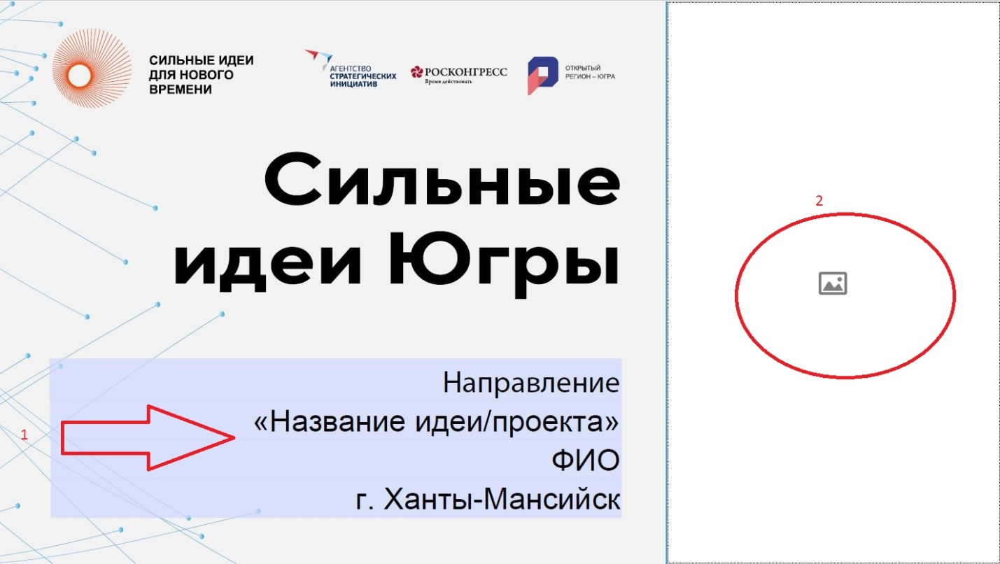 СИЛЬНЫЕ ИДЕИ
ДЛЯ НОВОГО
ВРЕМЕНИ
АГЕНТСТВО
СТРАТЕГИЧЕСКИХ
ИНИЦИАТИВ
РОСКОНГРЕСС
Время действовать
ОТКРЫТЫЙ
РЕГИОН – ЮГРА
Сильные
идеи Югры
Направление
«Название идеи/проекта»
ФИО
г. Ханты-Мансийск
1
2